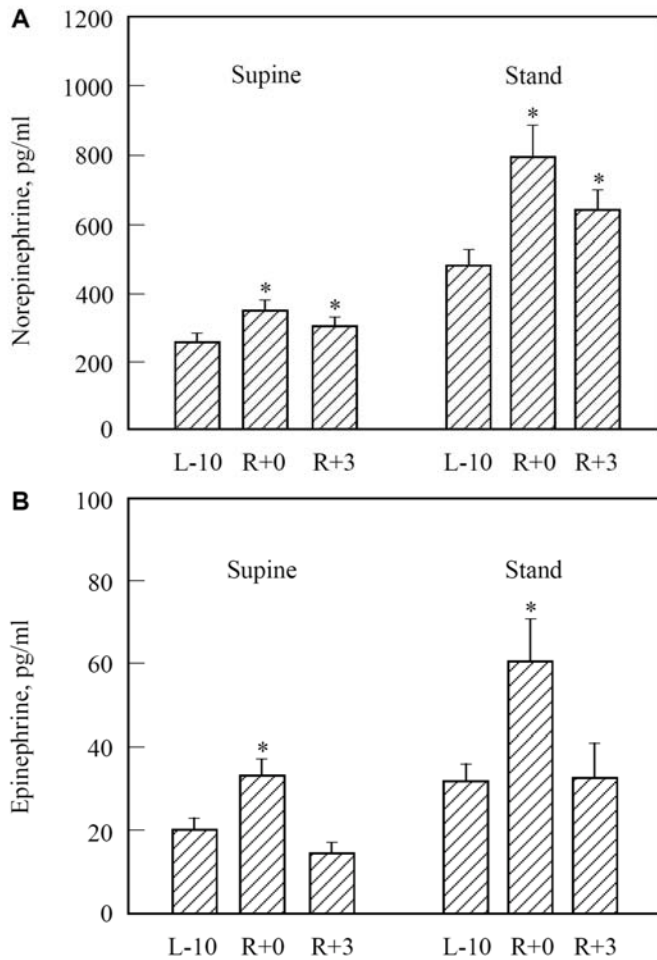 A
1200
Supine Stand
1000
*
800
*
Norepinephrine, pg/ml
600
* *
400
200
0
L-10 R+0 R+3 L-10 R+0 R+3
B
100
Supine Stand
80
*
60
Epinephrine, pg/ml
40
*
20
0
L-10 R+0 R+3 L-10 R+0 R+3